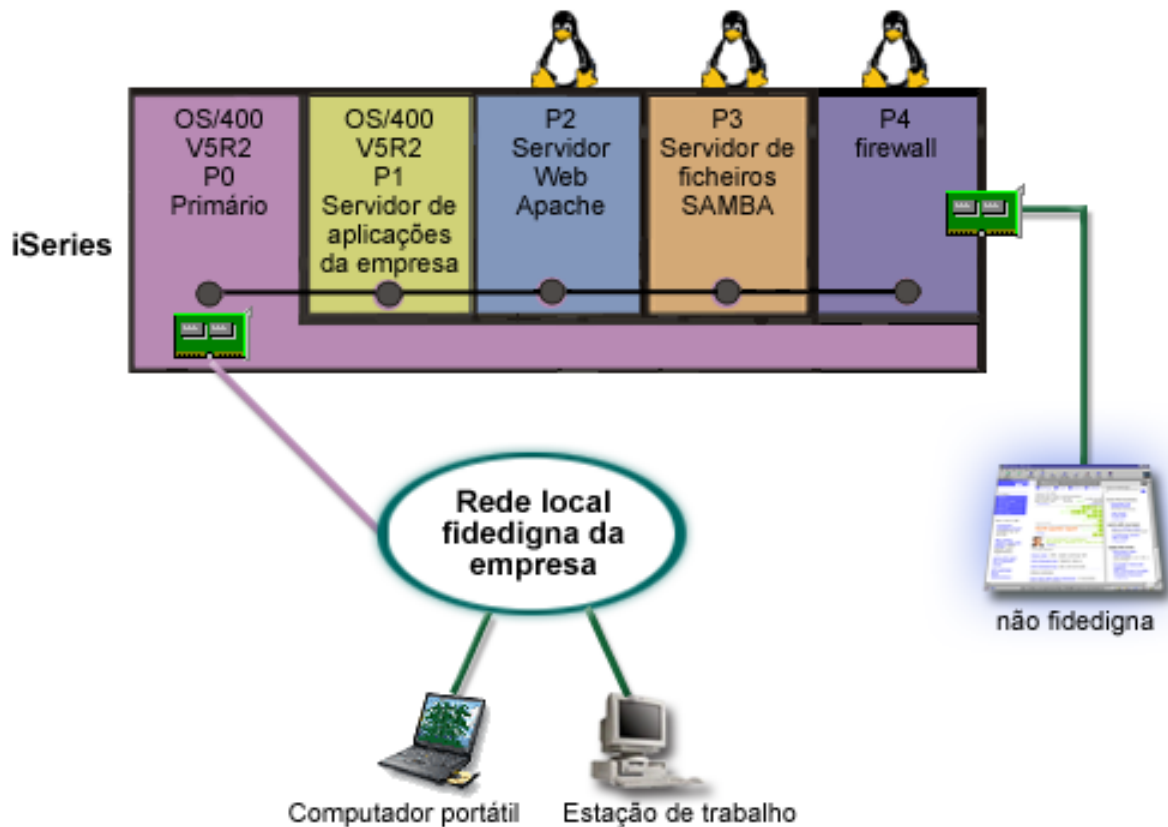 OS/400
V5R2
P0
Primário
OS/400
V5R2
P1
Servidor de
aplicações
da empresa
P2
Servidor
Web
Apache
P3
Servidor de
ficheiros
SAMBA
P4
firewall
iSeries
Rede local
fidedigna da
empresa
não fidedigna
Computador portátil
Estação de trabalho